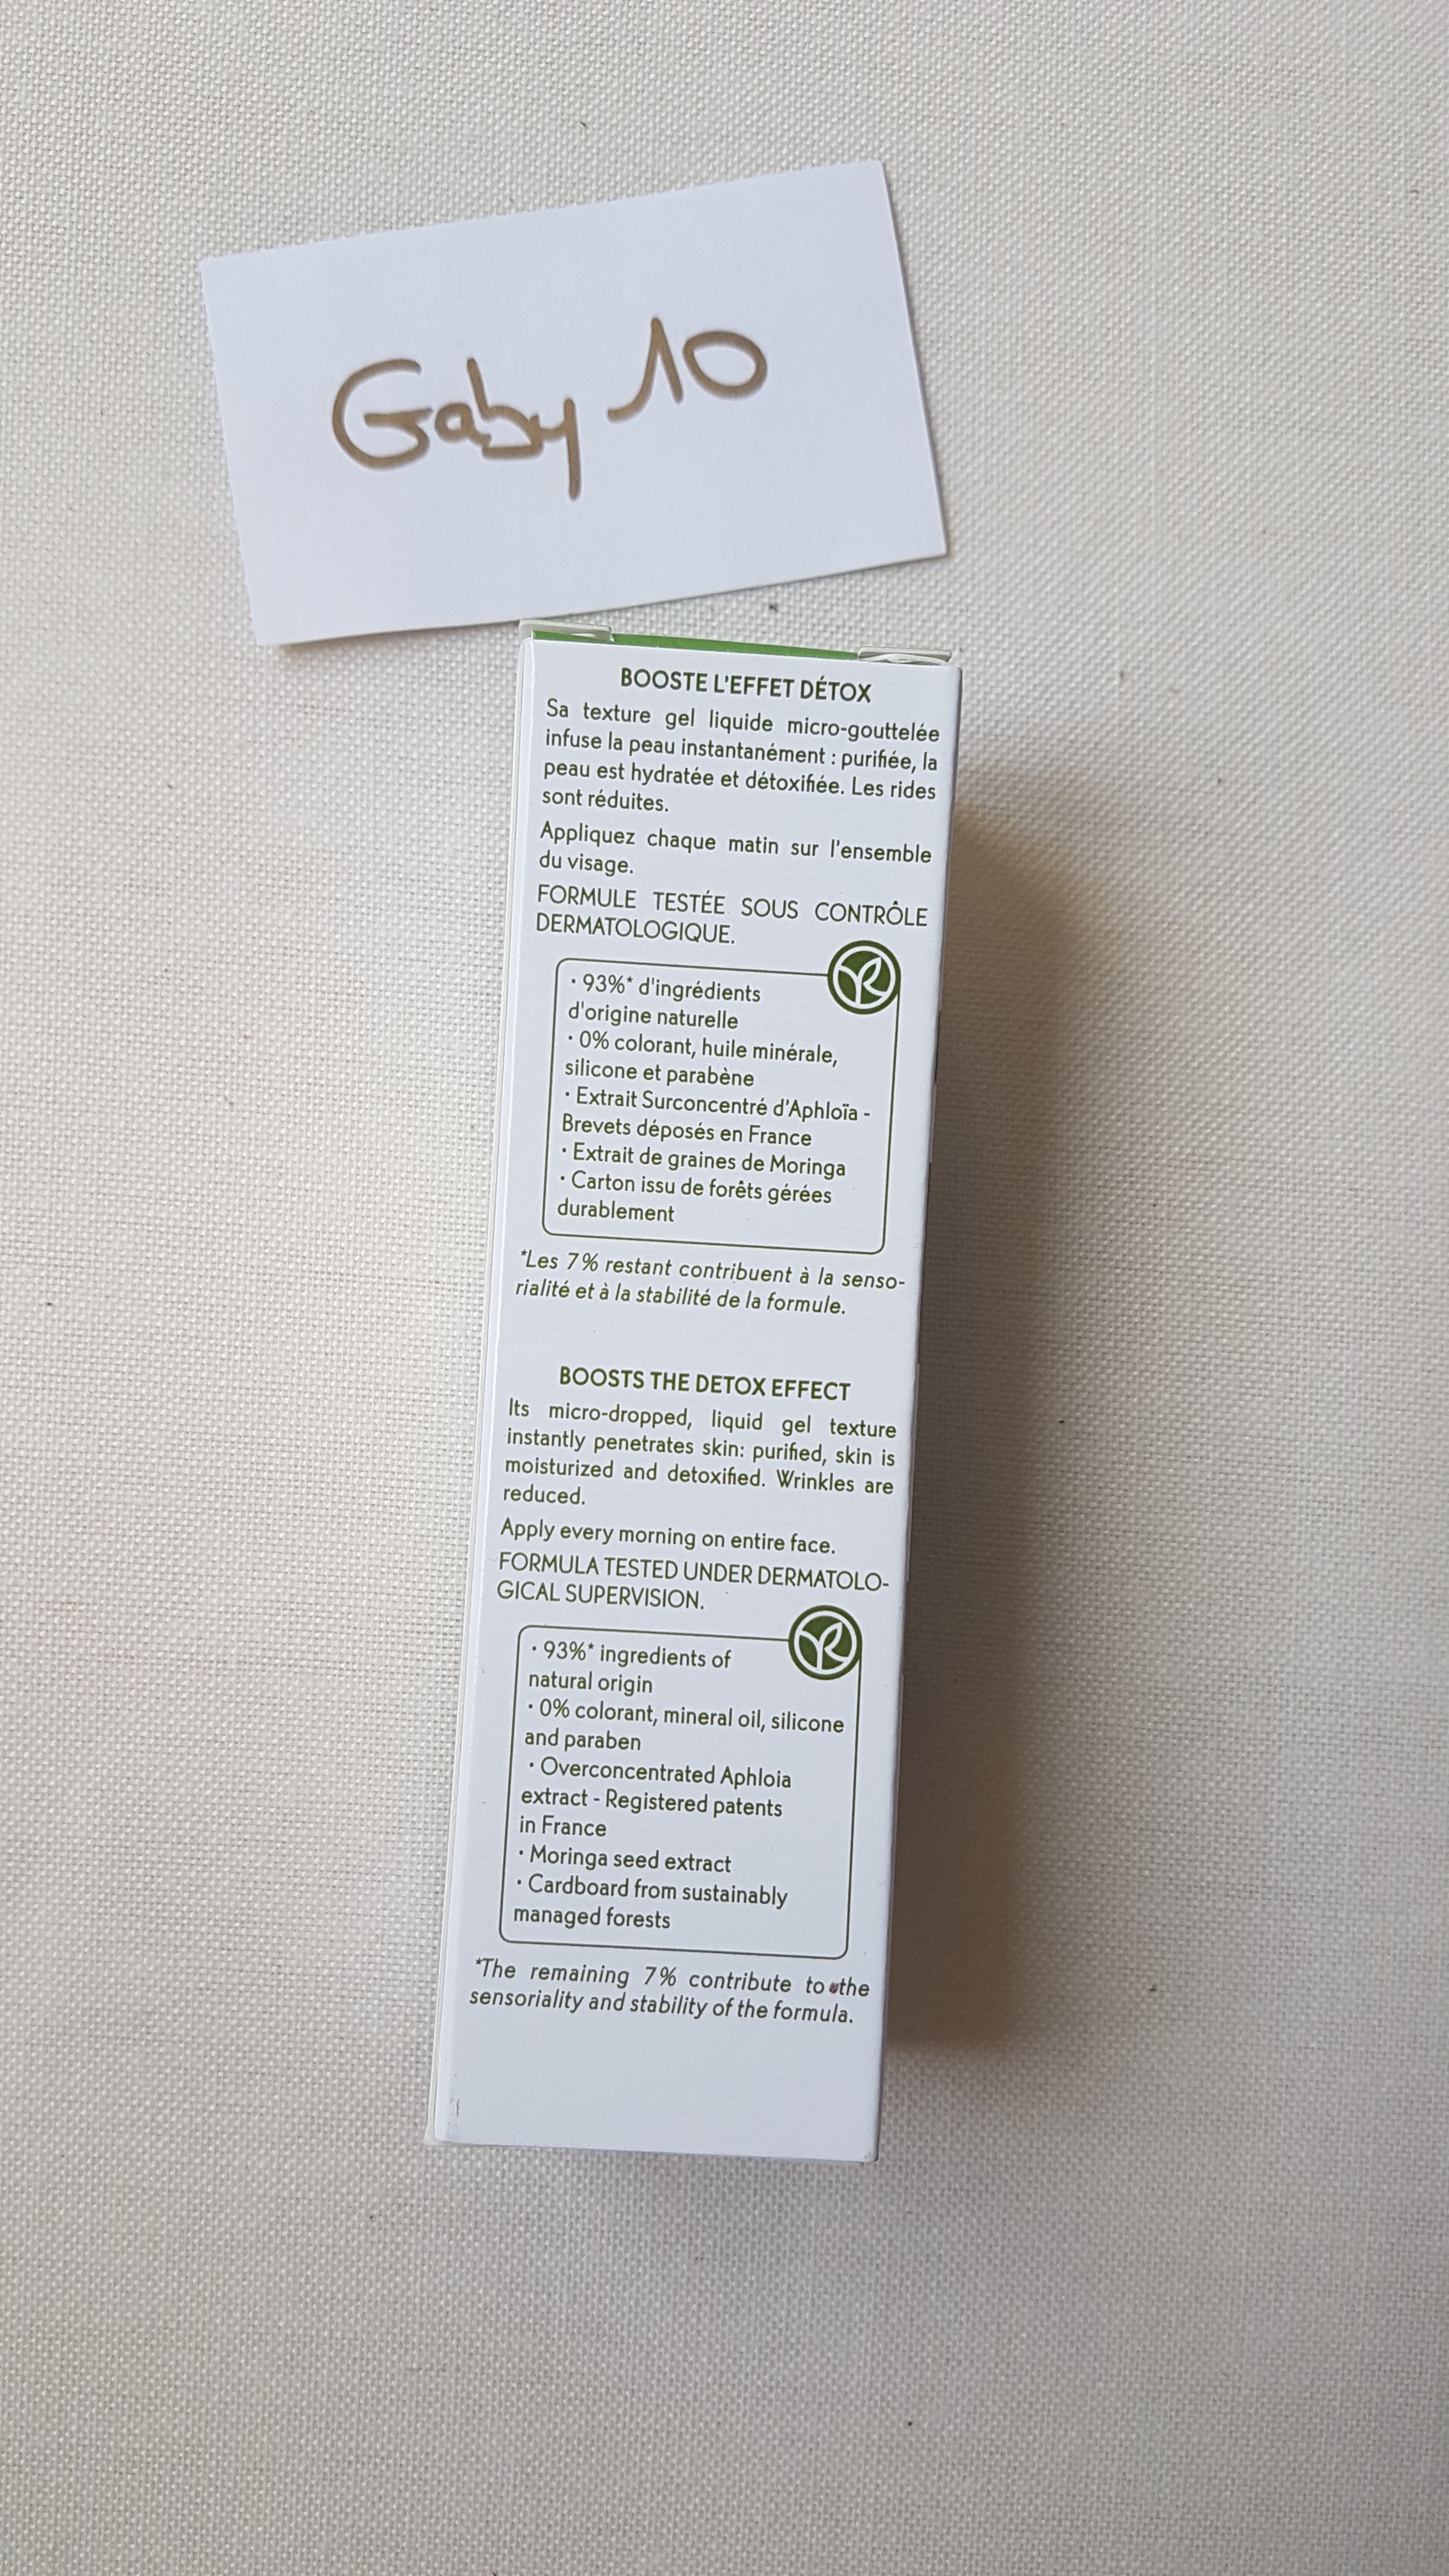 Gaby 10
BOOSTE L'EFFET DÉTOX
Sa texture gel liquide micro-gouttelée
infuse la peau instantanément : purifiée, la
peau est hydratée et détoxifiée. Les rides
sont réduites.
Appliquez chaque matin sur l'ensemble
du visage.
FORMULE TESTÉE SOUS CONTRÔLE
DERMATOLOGIQUE.
• 93%* d'ingrédients
d'origine naturelle
• 0% colorant, huile minérale,
silicone et parabène
• Extrait Surconcentré d'Aphloïa -
Brevets déposés en France
• Extrait de graines de Moringa
• Carton issu de forêts gérées
durablement
*Les 7% restant contribuent à la senso-
rialité et à la stabilité de la formule.
BOOSTS THE DETOX EFFECT
Its micro-dropped, liquid gel texture
instantly penetrates skin: purified, skin is
moisturized and detoxified. Wrinkles are
reduced.
Apply every morning on entire face.
FORMULA TESTED UNDER DERMATOLO-
GICAL SUPERVISION.
• 93%* ingredients of
natural origin
• 0% colorant, mineral oil, silicone
and paraben
• Overconcentrated Aphloia
extract - Registered patents
in France
• Moringa seed extract
• Cardboard from sustainably
managed forests
*The remaining 7% contribute to the
sensoriality and stability of the formula.